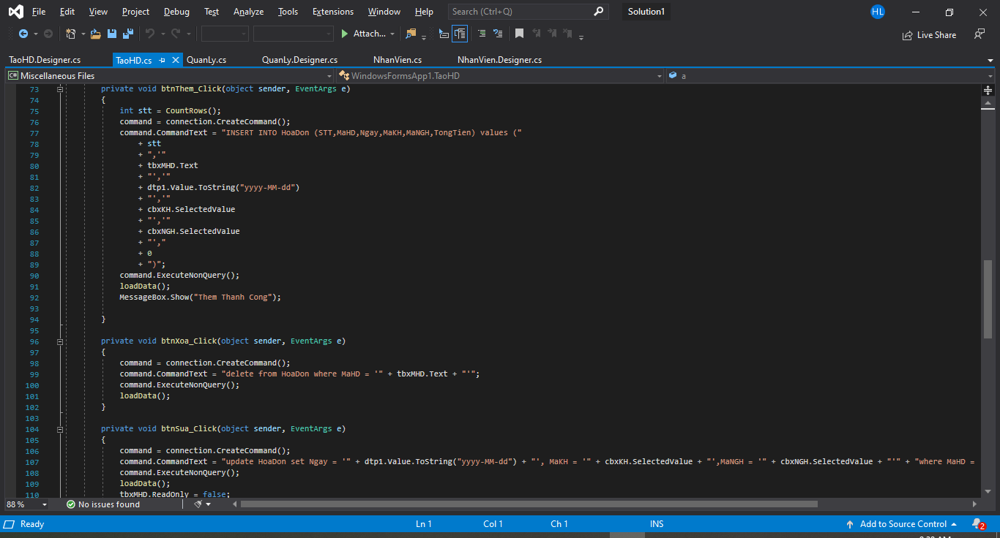 File Edit View Project Debug Test Analyze Tools Extensions Window Help Search (Ctrl+Q) Solution1 HL
Attach... Live Share
TaoHD.Designer.cs TaoHD.cs QuanLy.cs QuanLy.Designer.cs NhanVien.cs NhanVien.Designer.cs
C# Miscellaneous Files WindowsFormsApp1.TaoHD a
73 private void btnThem_Click(object sender, EventArgs e)
74 {
75 int stt = CountRows();
76 command = connection.CreateCommand();
77 command.CommandText = "INSERT INTO HoaDon (STT,MaHD,Ngay,MaKH,MaNGH,TongTien) values ("
78 + stt
79 + ",'"
80 + tbxMHD.Text
81 + "','"
82 + dtp1.Value.ToString("yyyy-MM-dd")
83 + "','"
84 + cbxKH.SelectedValue
85 + "','"
86 + cbxNGH.SelectedValue
87 + "',"
88 + 0
89 + ")";
90 command.ExecuteNonQuery();
91 loadData();
92 MessageBox.Show("Them Thanh Cong");
93
94 }
95
96 private void btnXoa_Click(object sender, EventArgs e)
97 {
98 command = connection.CreateCommand();
99 command.CommandText = "delete from HoaDon where MaHD = '" + tbxMHD.Text + "'";
100 command.ExecuteNonQuery();
101 loadData();
102 }
103
104 private void btnSua_Click(object sender, EventArgs e)
105 {
106 command = connection.CreateCommand();
107 command.CommandText = "update HoaDon set Ngay = '" + dtp1.Value.ToString("yyyy-MM-dd") + "', MaKH = '" + cbxKH.SelectedValue + "',MaNGH = '" + cbxNGH.SelectedValue + "'" + "where MaHD =
108 command.ExecuteNonQuery();
109 loadData();
110 tbxMHD.ReadOnly = false;
88 % No issues found
Ready Ln 1 Col 1 Ch 1 INS Add to Source Control 2